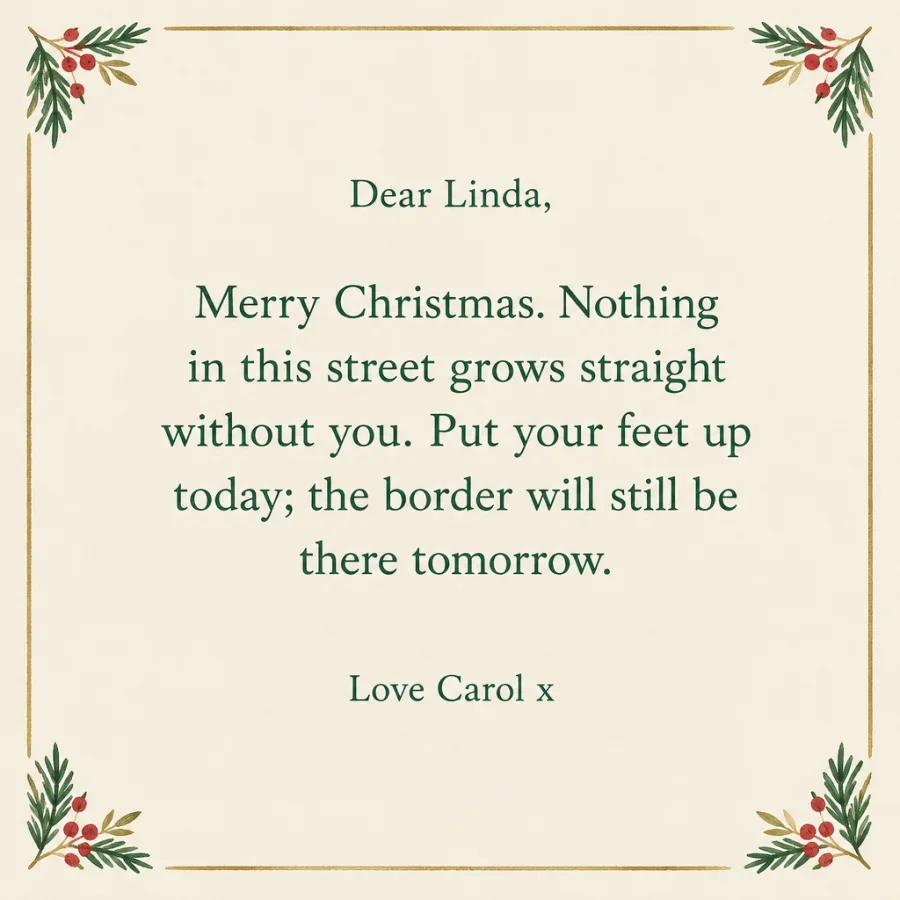 Dear Linda,
Merry Christmas. Nothing
in this street grows straight
without you. Put your feet up
today; the border will still be
there tomorrow.
Love Carol x